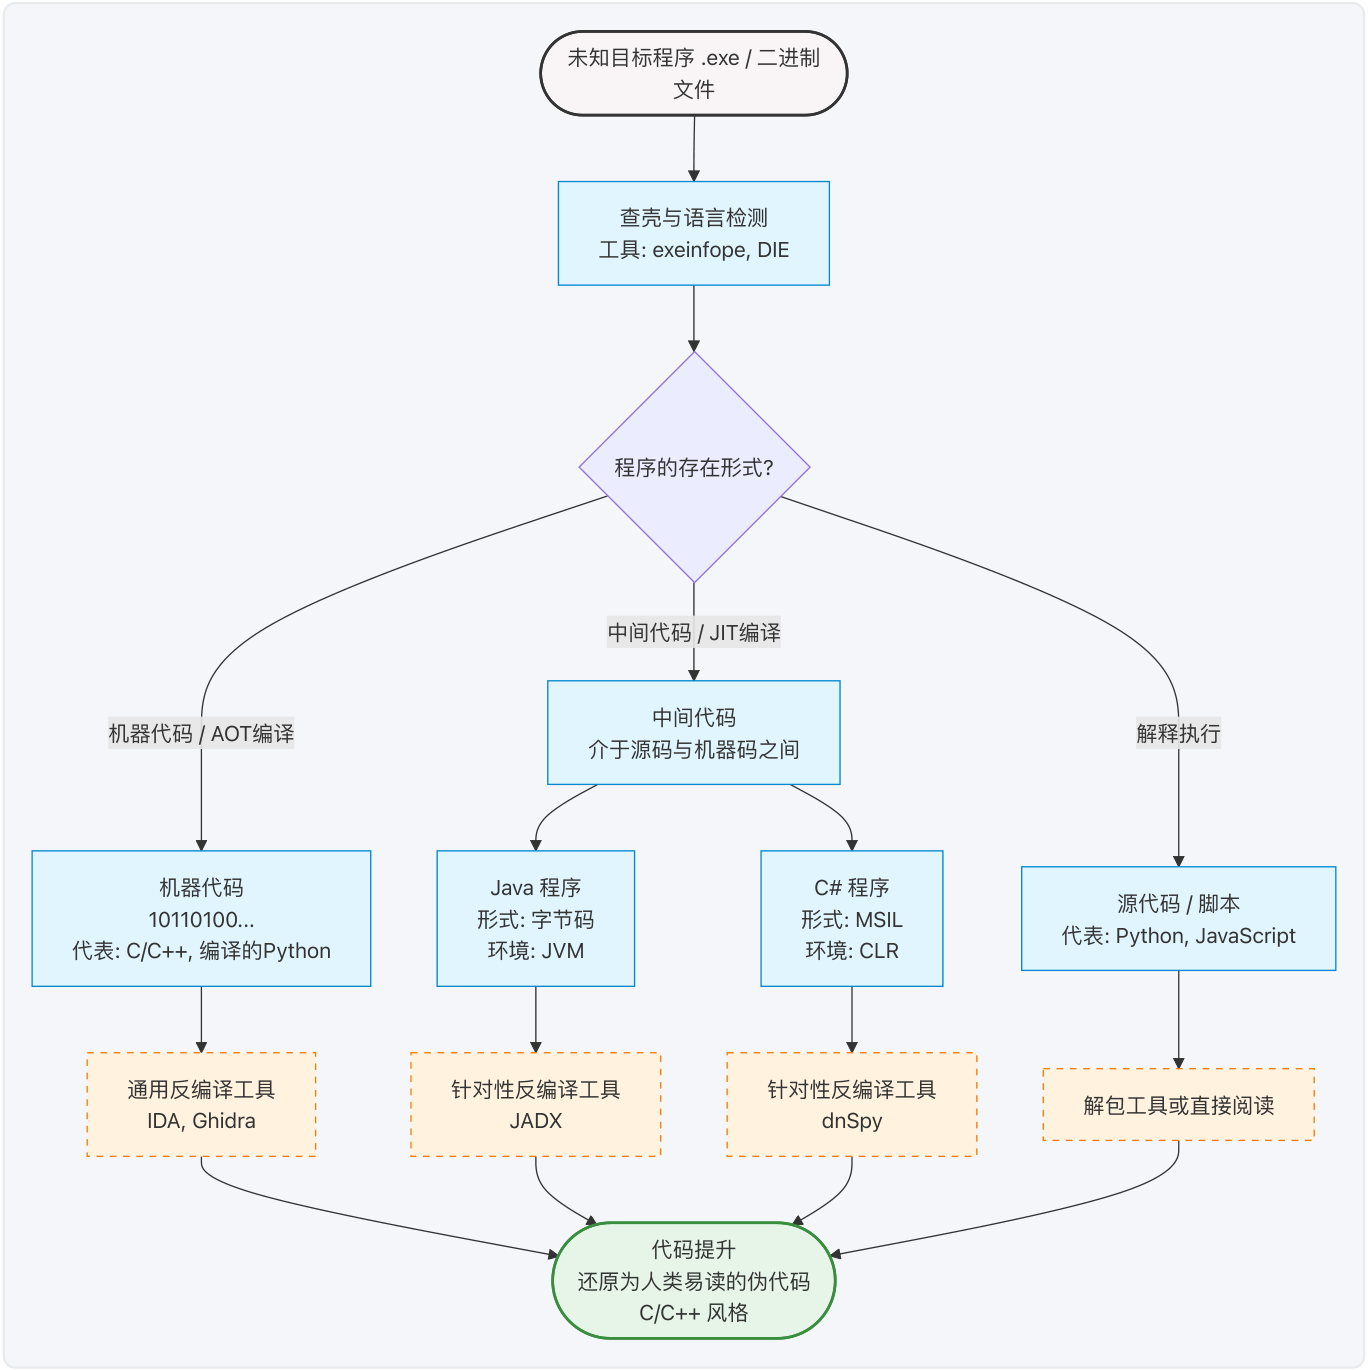 未知目标程序 .exe / 二进制
文件
查壳与语言检测
工具: exeinfope, DIE
程序的存在形式?
中间代码 / JIT编译
机器代码 / AOT编译
解释执行
中间代码
介于源码与机器码之间
机器代码
10110100...
代表: C/C++, 编译的Python
Java 程序
形式: 字节码
环境: JVM
C# 程序
形式: MSIL
环境: CLR
源代码 / 脚本
代表: Python, JavaScript
通用反编译工具
IDA, Ghidra
针对性反编译工具
JADX
针对性反编译工具
dnSpy
解包工具或直接阅读
代码提升
还原为人类易读的伪代码
C/C++ 风格